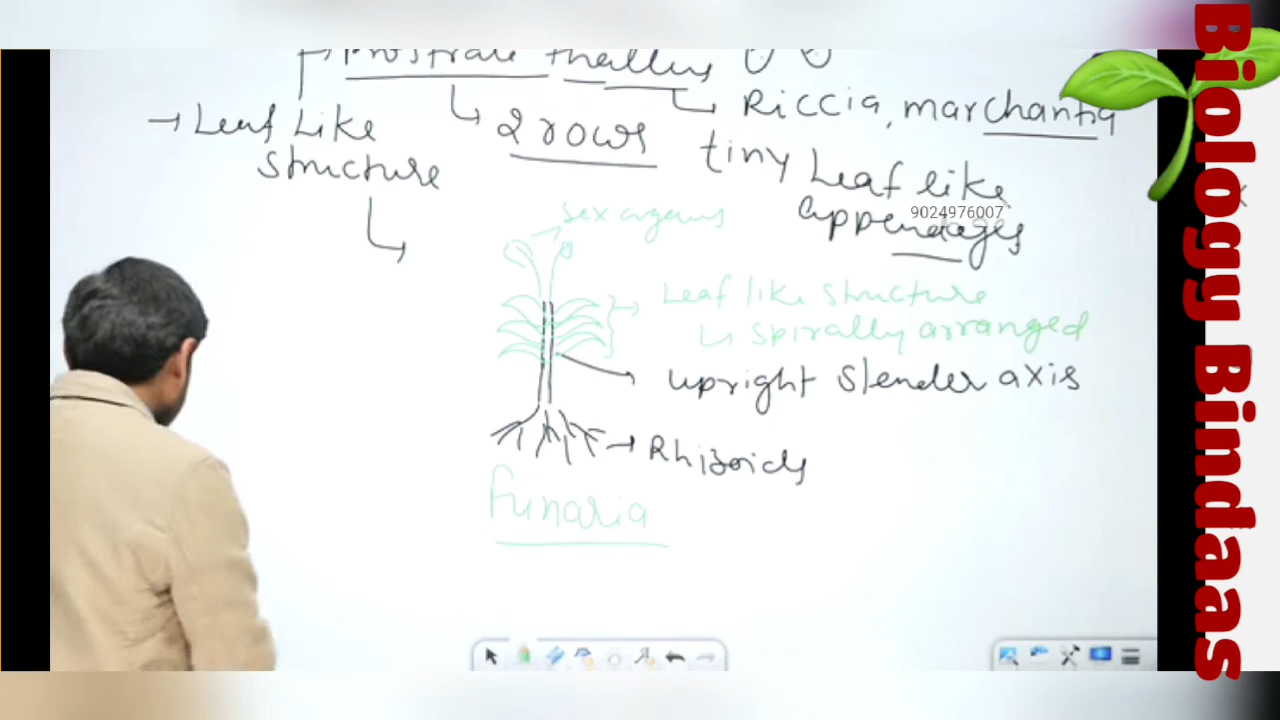 Prostrate thallus
→ Leaf Like
structure
2 rows
Riccia, marchantia
tiny Leaf like
appendages
9024976007
sex organs
Leaf like structure
spirally arranged
upright slender axis
Rhizoids
funaria
Biology Bindaas